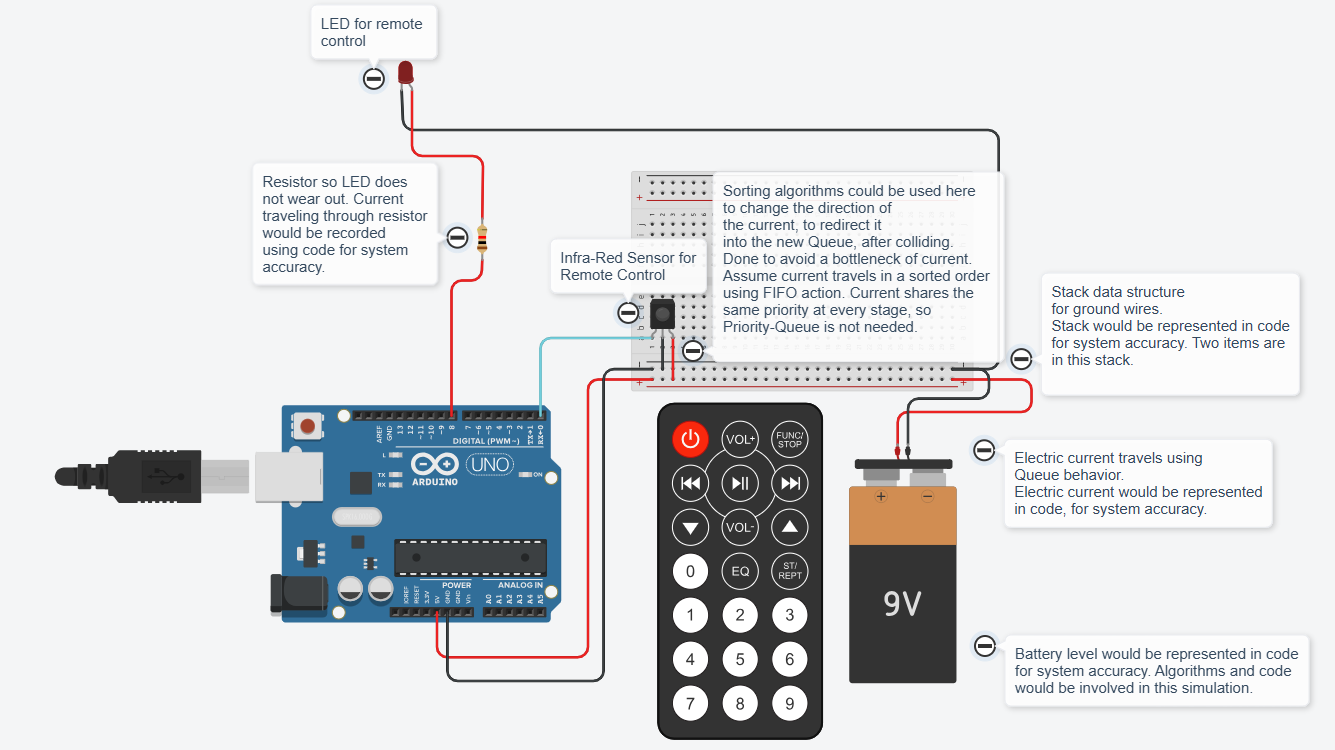 LED for remote
control
Resistor so LED does
not wear out. Current
traveling through resistor
would be recorded
using code for system
accuracy.
Infra-Red Sensor for
Remote Control
Sorting algorithms could be used here
to change the direction of
the current, to redirect it
into the new Queue, after colliding.
Done to avoid a bottleneck of current.
Assume current travels in a sorted order
using FIFO action. Current shares the
same priority at every stage, so
Priority-Queue is not needed.
Stack data structure
for ground wires.
Stack would be represented in code
for system accuracy. Two items are
in this stack.
Electric current travels using
Queue behavior.
Electric current would be represented
in code, for system accuracy.
Battery level would be represented in code
for system accuracy. Algorithms and code
would be involved in this simulation.
AREF
GND
13
12
~11
~10
~9
8
7
~6
~5
4
~3
2
TX→1
RX←0
DIGITAL (PWM~)
L
TX
RX
UNO
ON
ARDUINO
POWER
ANALOG IN
IOREF
RESET
3.3V
5V
GND
GND
Vin
A0
A1
A2
A3
A4
A5
VOL+
FUNC/
STOP
VOL-
0
EQ
ST/
REPT
1 2 3
4 5 6
7 8 9
+ −
9V